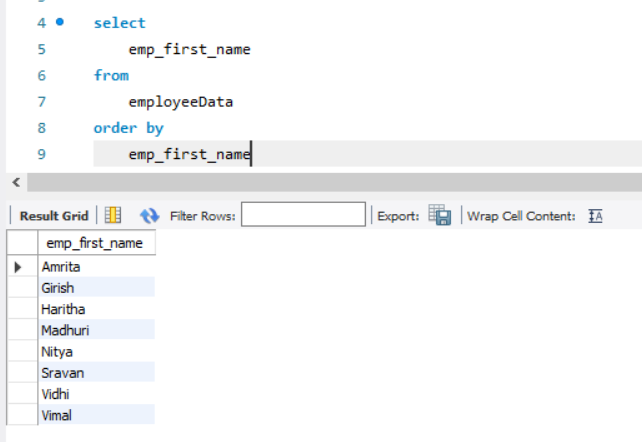 4 select
5 emp_first_name
6 from
7 employeeData
8 order by
9 emp_first_name
Result Grid Filter Rows: Export: Wrap Cell Content: IA
emp_first_name
Amrita
Girish
Haritha
Madhuri
Nitya
Sravan
Vidhi
Vimal